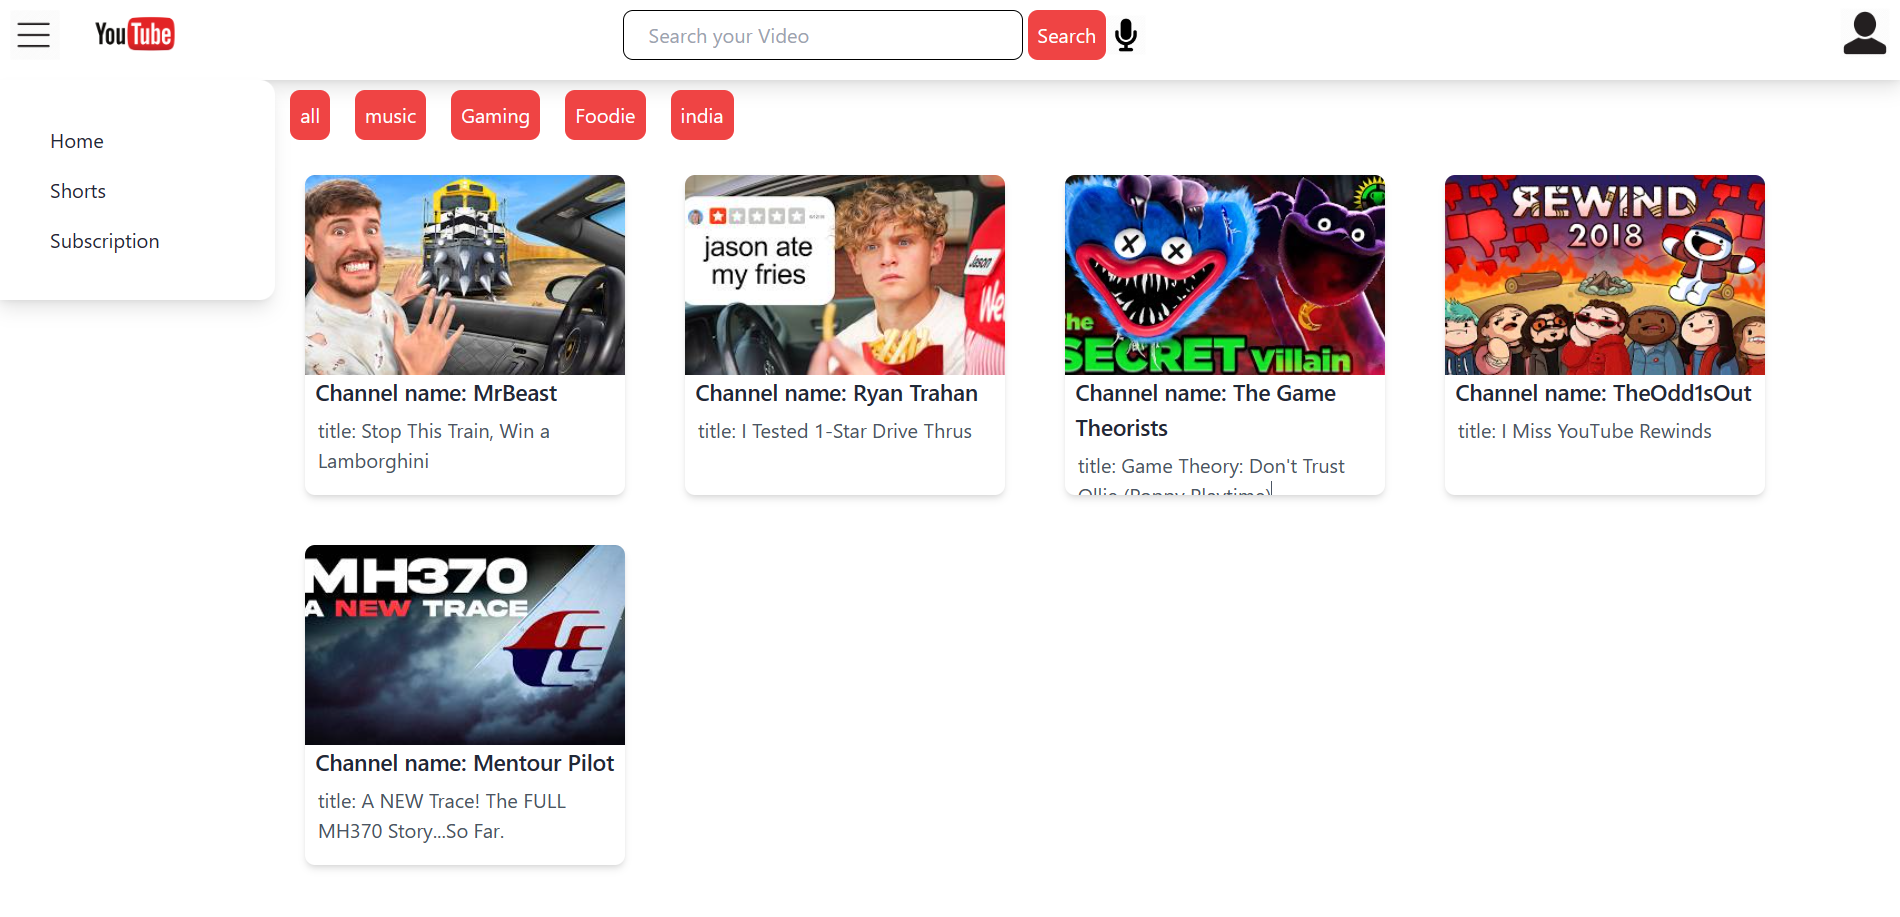 YouTube
Search your Video
Search
Home
Shorts
Subscription
all
music
Gaming
Foodie
india
Channel name: MrBeast
title: Stop This Train, Win a
Lamborghini
jason ate
my fries
Jason
We
Channel name: Ryan Trahan
title: I Tested 1-Star Drive Thrus
The
SECRET Villain
Channel name: The Game
Theorists
title: Game Theory: Don't Trust
Ollie (Poppy Playtime)
REWIND
2018
Channel name: TheOdd1sOut
title: I Miss YouTube Rewinds
MH370
A NEW TRACE
Channel name: Mentour Pilot
title: A NEW Trace! The FULL
MH370 Story...So Far.